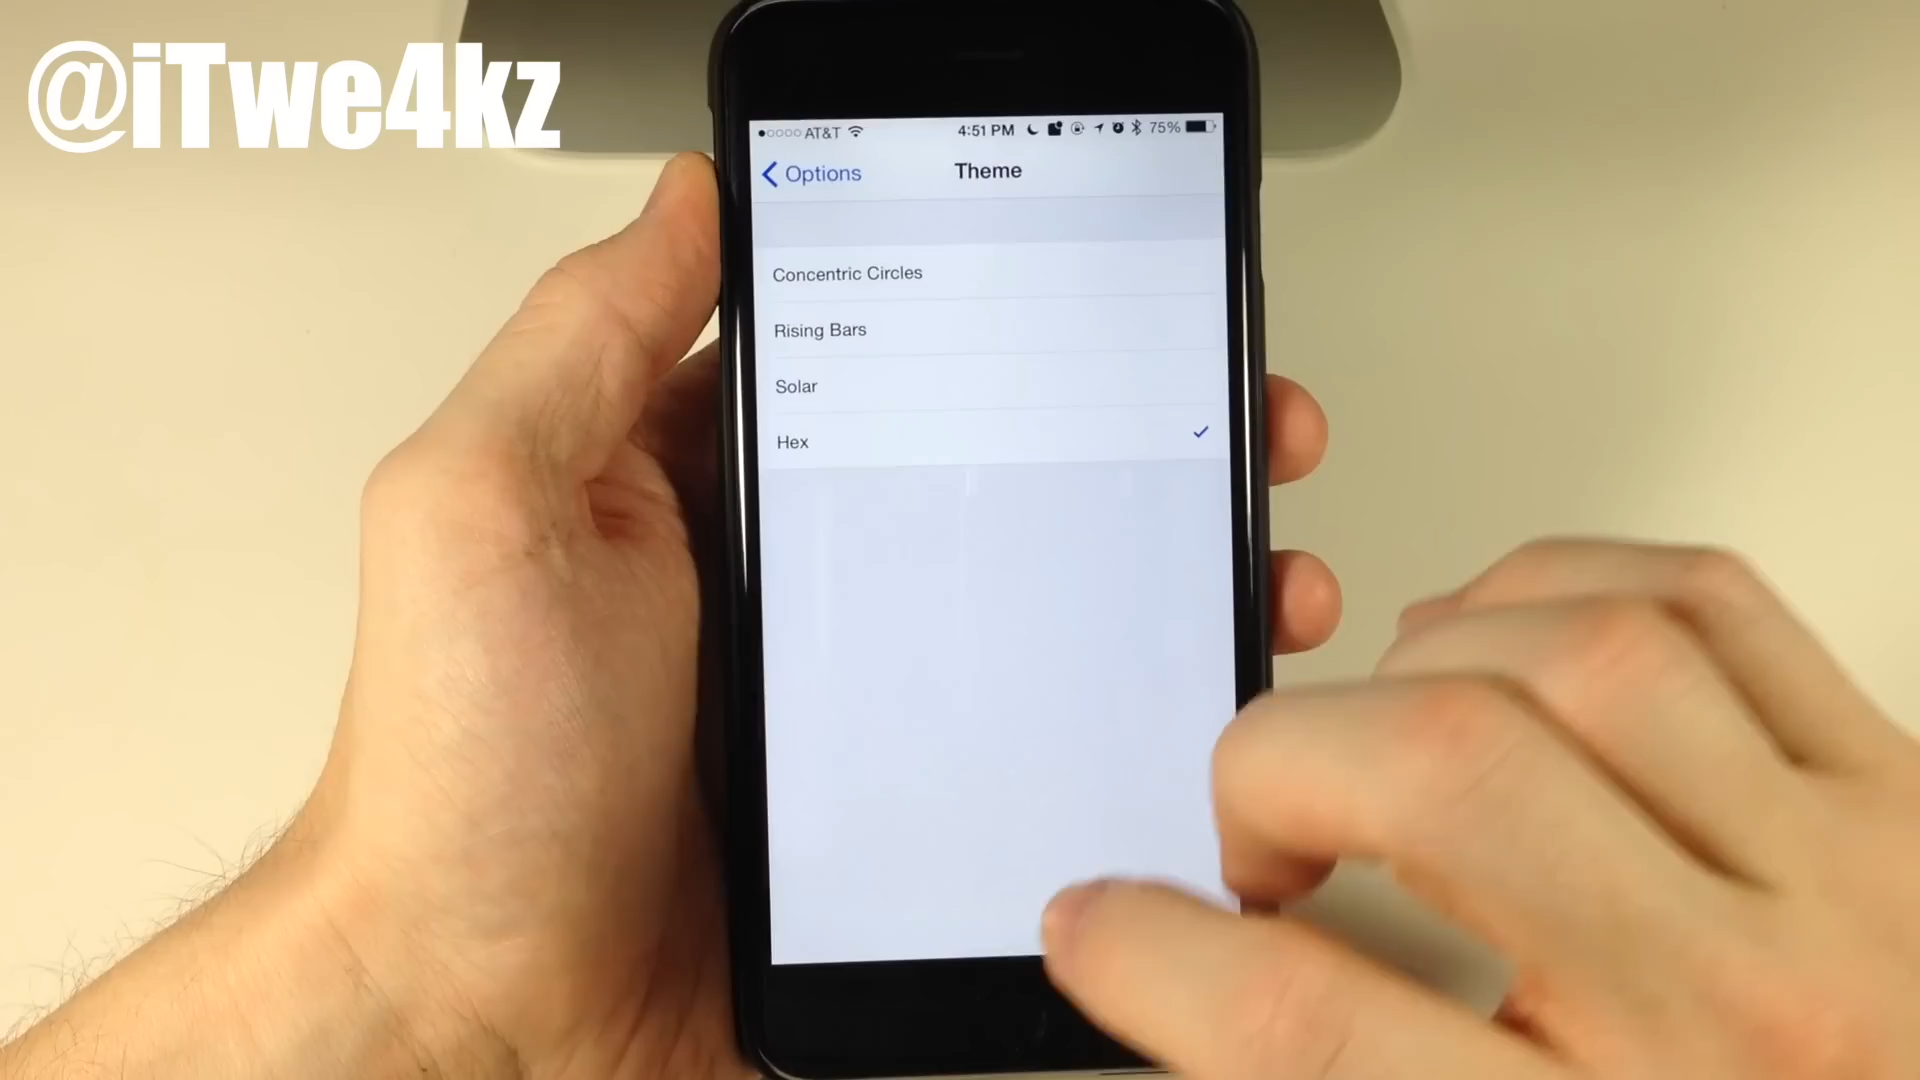 @iTwe4kz
AT&T 4:51 PM 75%
Options Theme
Concentric Circles
Rising Bars
Solar
Hex